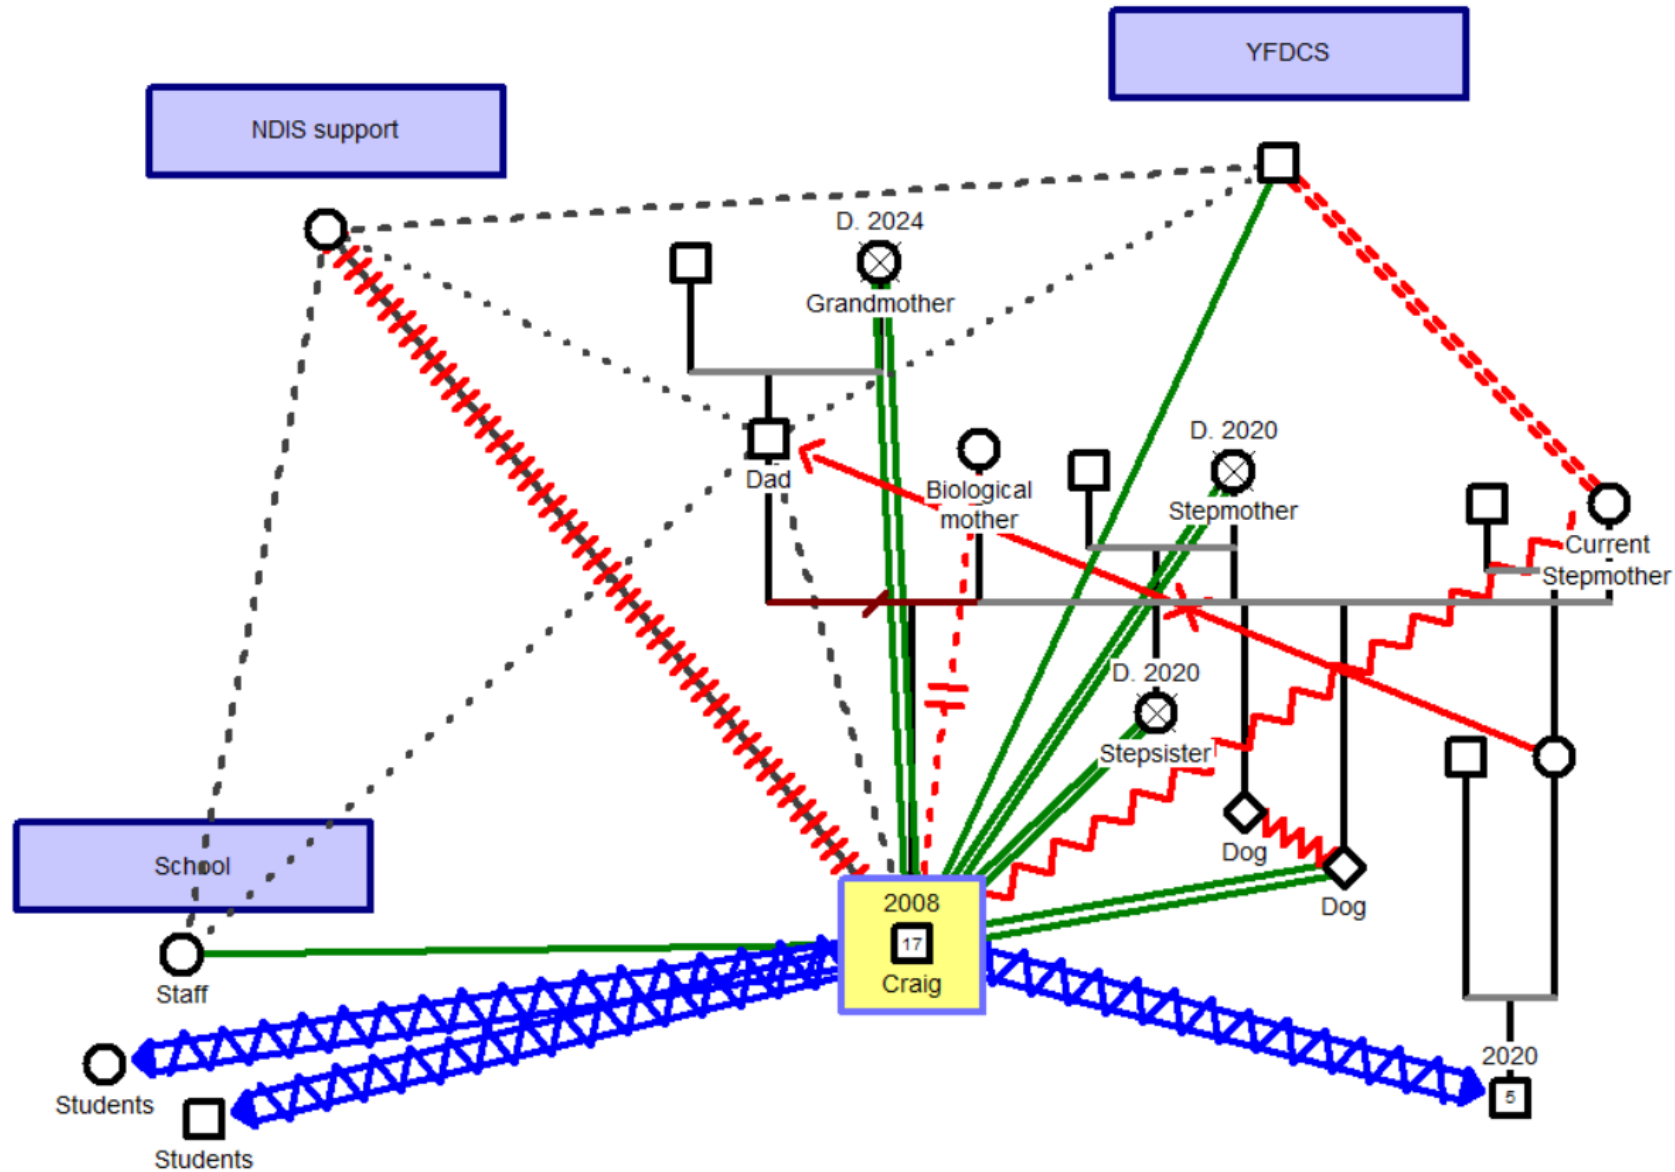 YFDCS
NDIS support
D. 2024
Grandmother
D. 2020
Stepmother
Dad
Biological
mother
Current
Stepmother
D. 2020
Stepsister
Dog
Dog
School
2008
17
Craig
Staff
Students
Students
2020
5